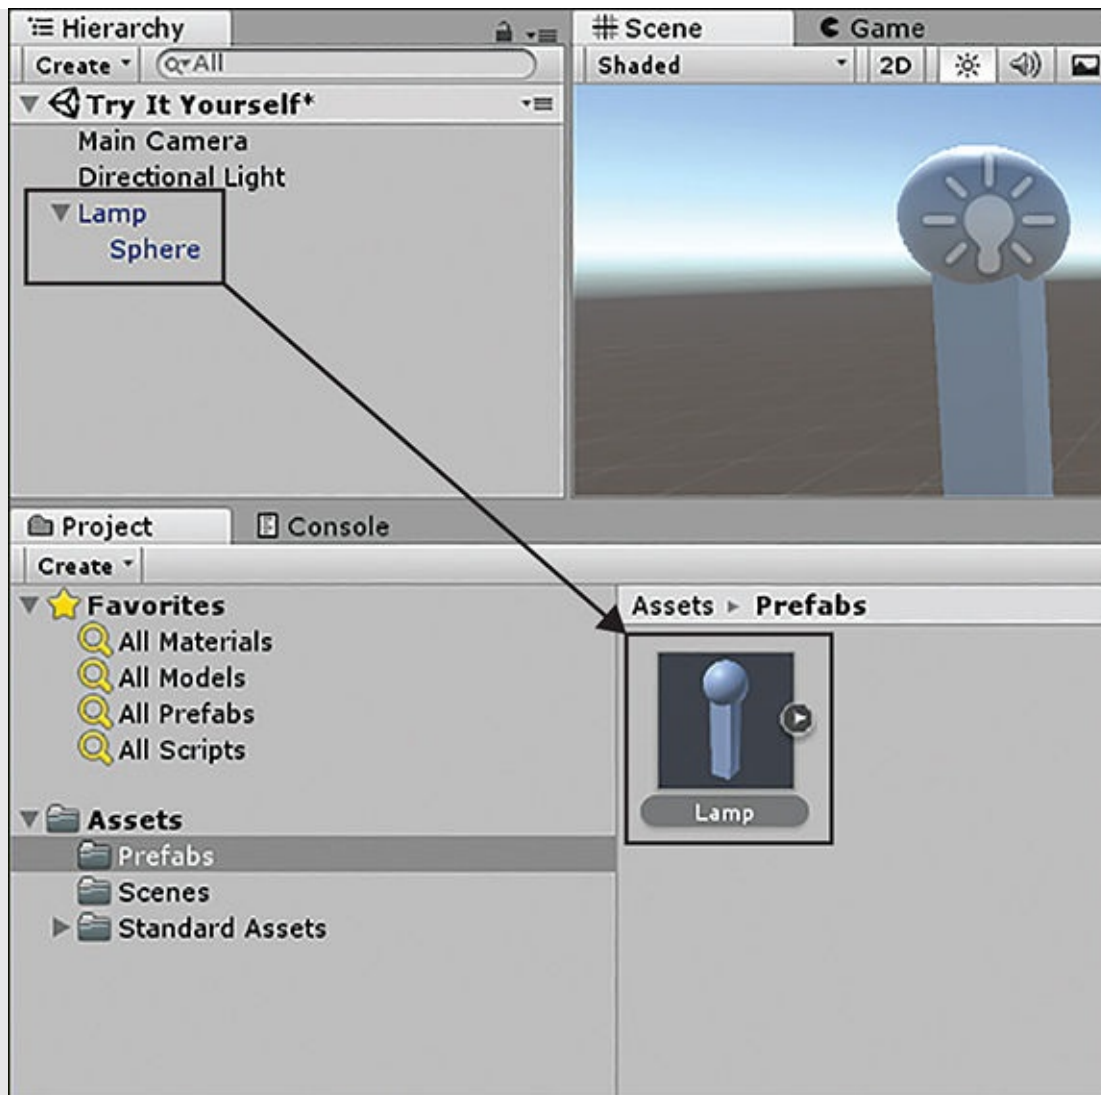 Hierarchy
Create
All
Try It Yourself*
Main Camera
Directional Light
Lamp
Sphere
Scene
Game
Shaded
2D
Project
Console
Create
Favorites
All Materials
All Models
All Prefabs
All Scripts
Assets
Prefabs
Scenes
Standard Assets
Assets ▸ Prefabs
Lamp